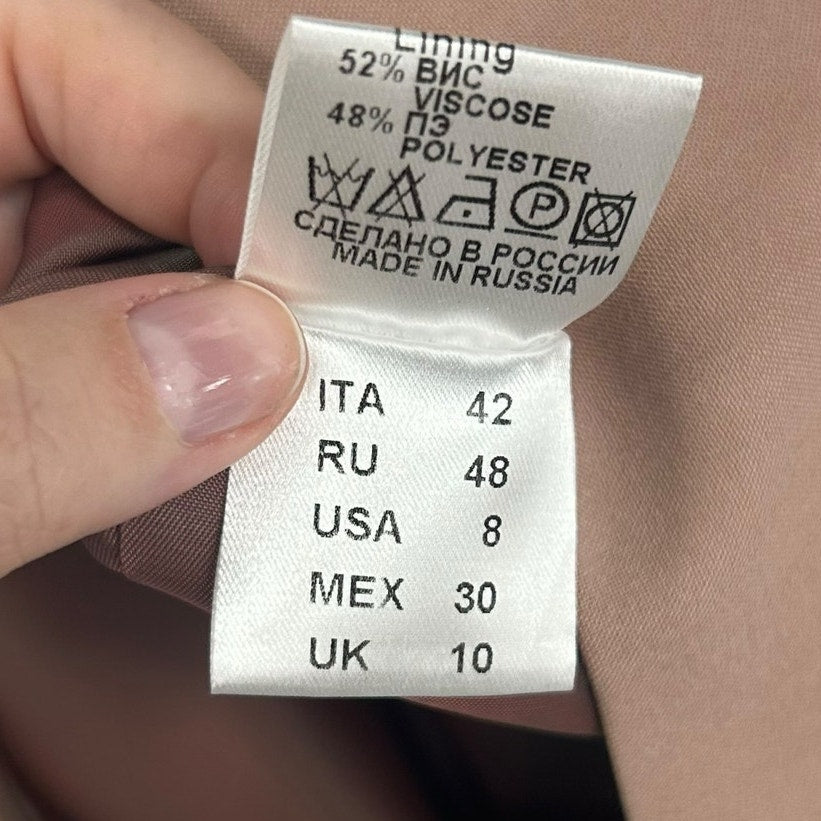 Lining
52% ВИС
VISCOSE
48% ПЭ
POLYESTER
P
СДЕЛАНО В РОССИИ
MADE IN RUSSIA
ITA 42
RU 48
USA 8
MEX 30
UK 10